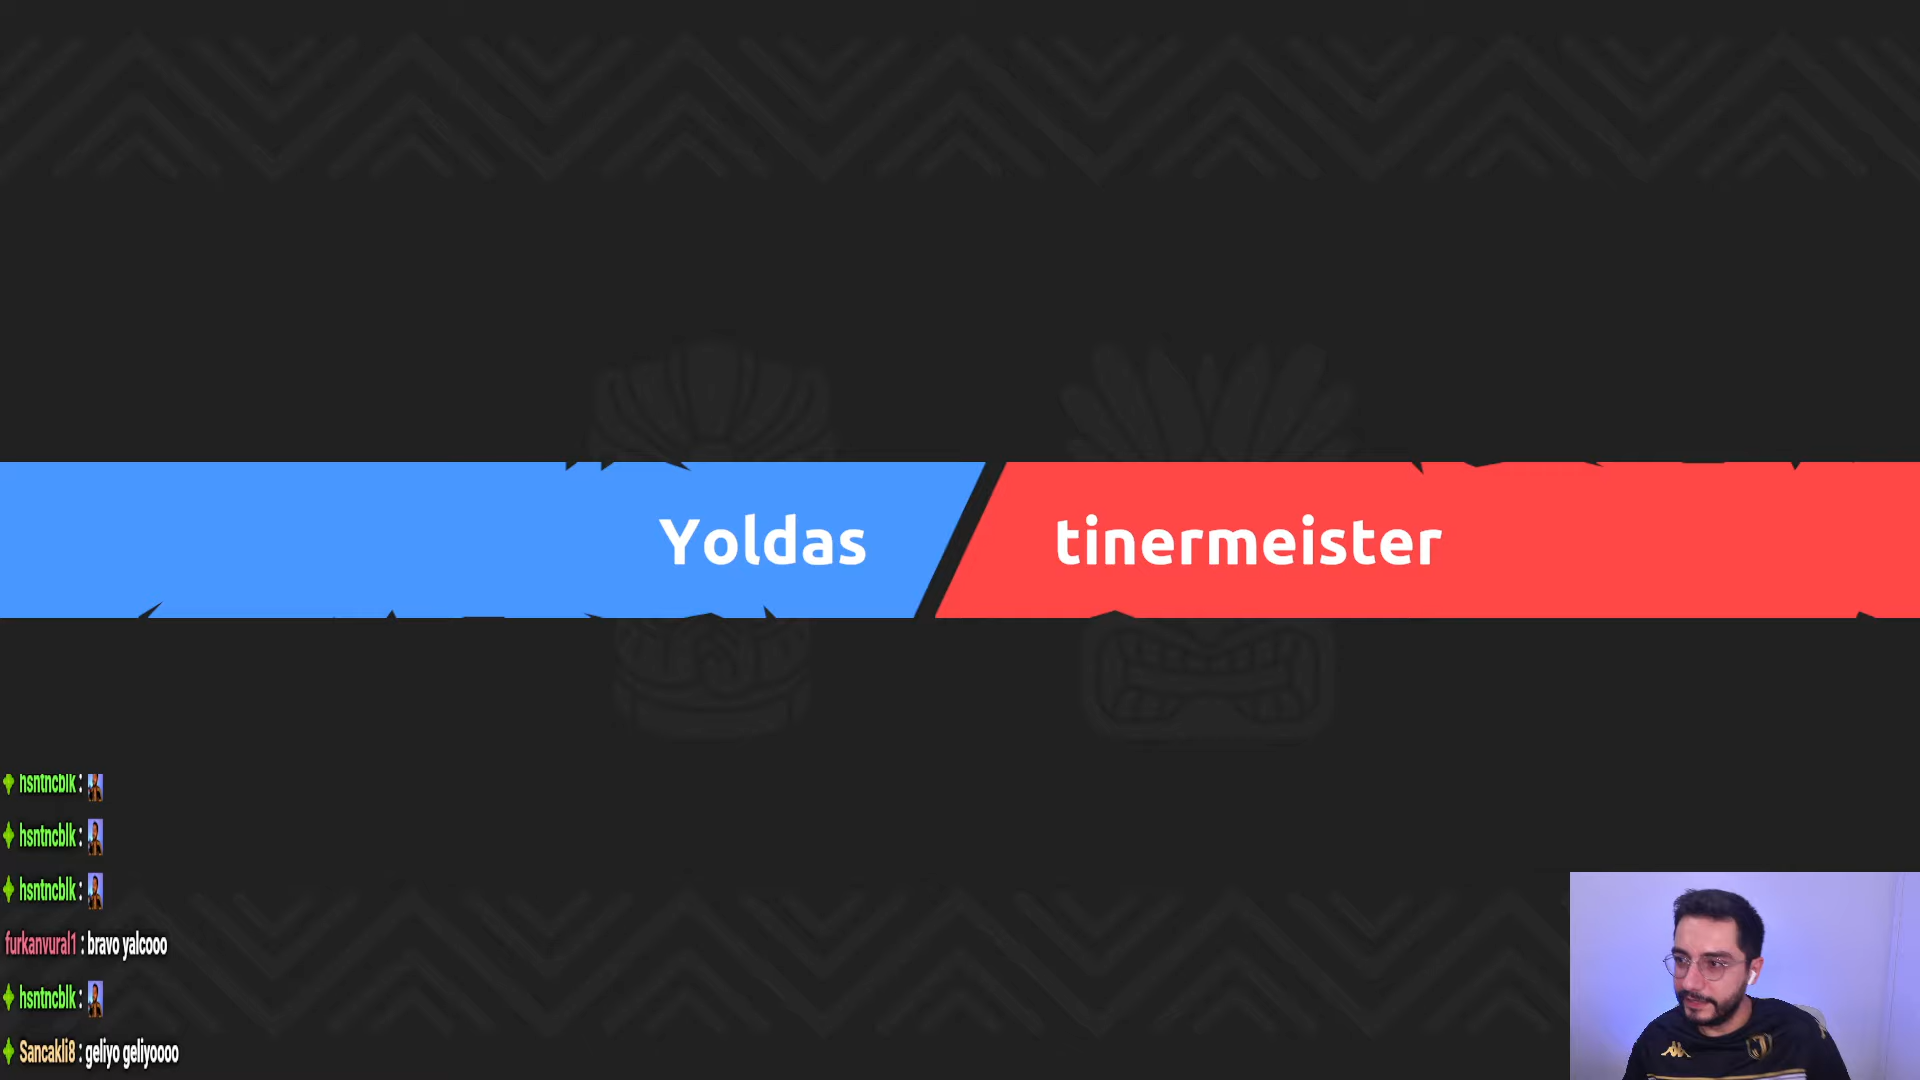 Yoldas
tinermeister
hsntncblk :
hsntncblk :
hsntncblk :
furkanvural1 : bravo yalcooo
hsntncblk :
Sancakli8 : geliyo geliyoooo